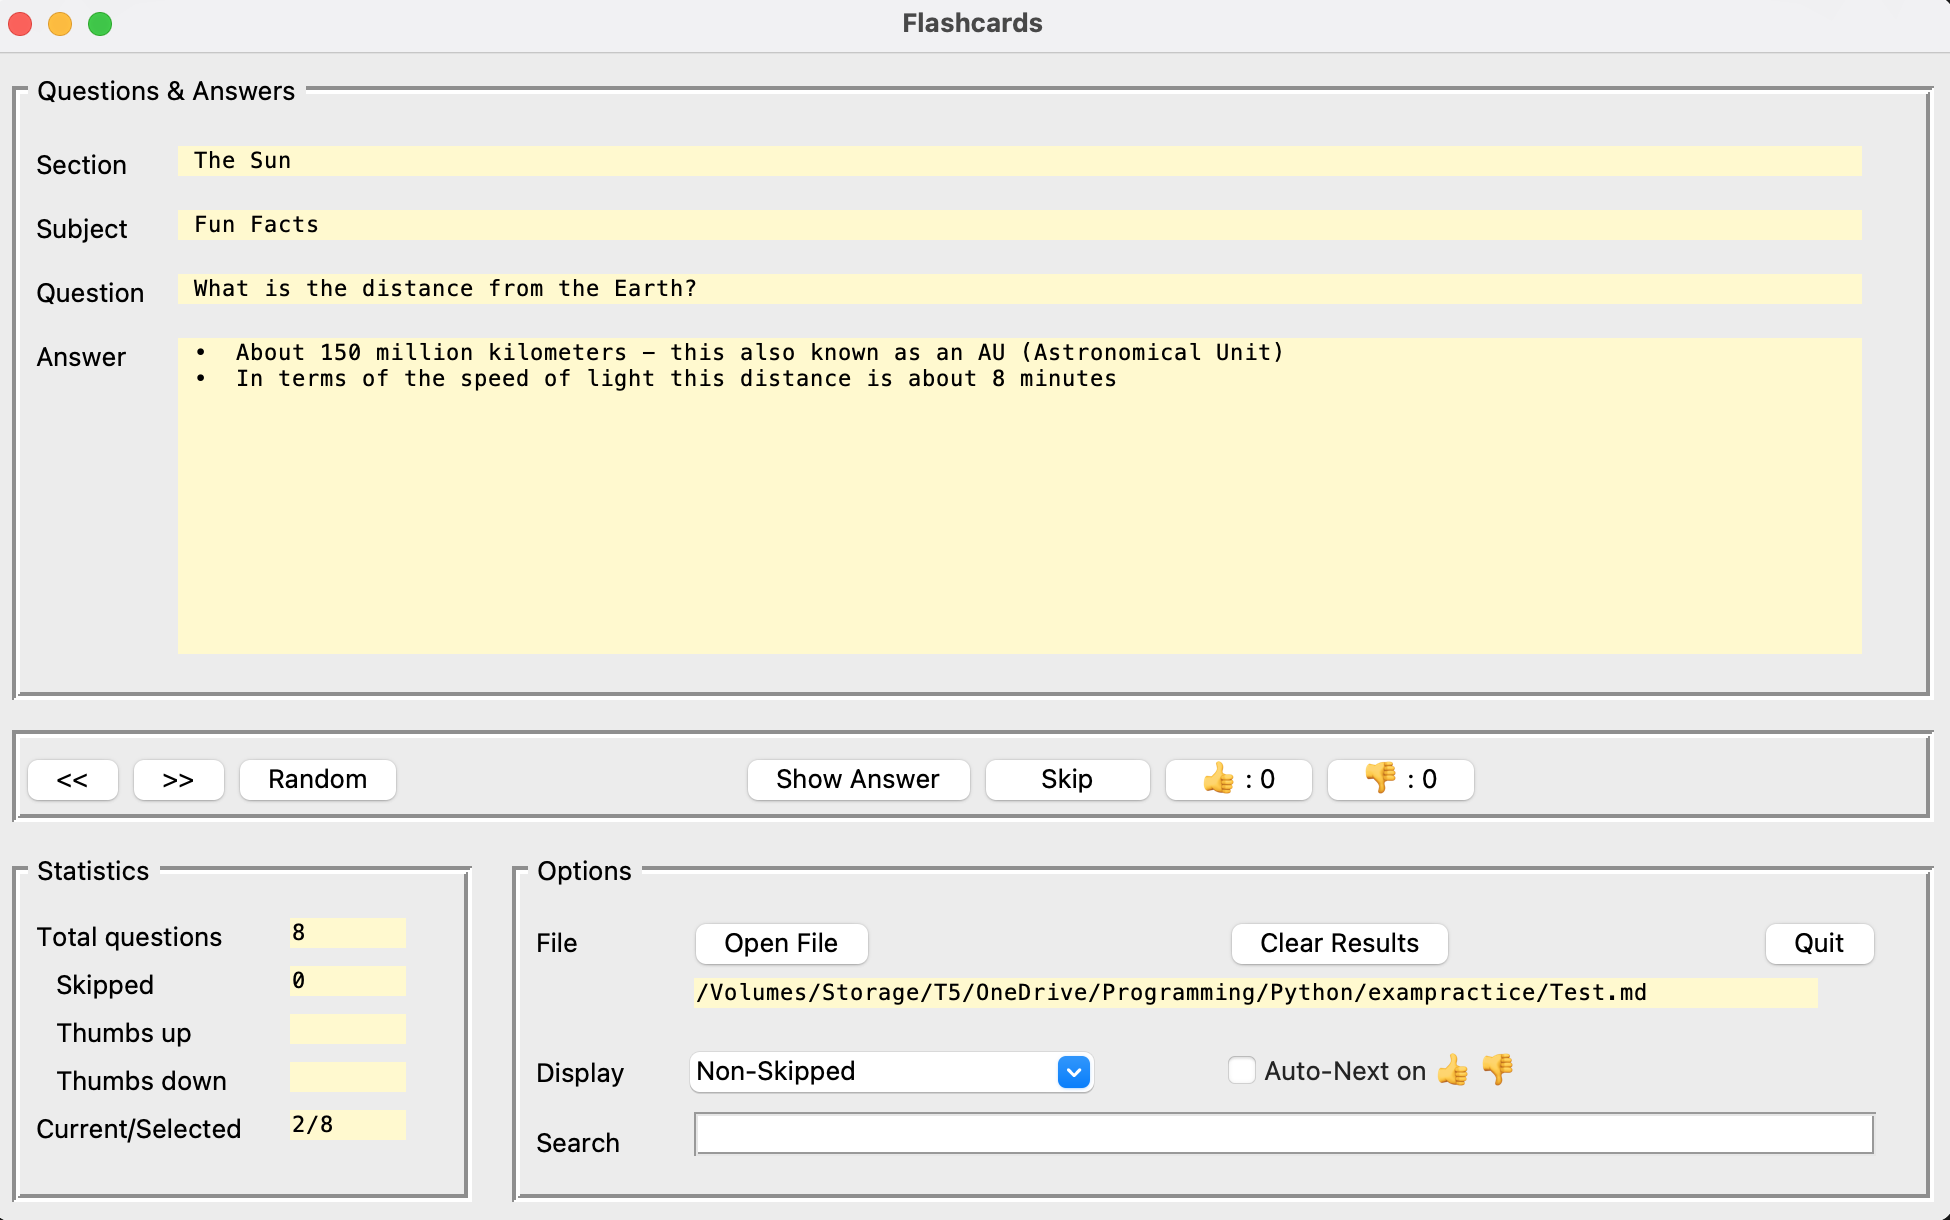 Flashcards
Questions & Answers
Section The Sun
Subject Fun Facts
Question What is the distance from the Earth?
Answer • About 150 million kilometers – this also known as an AU (Astronomical Unit)
• In terms of the speed of light this distance is about 8 minutes
<< >> Random Show Answer Skip 👍 : 0 👎 : 0
Statistics
Total questions 8
Skipped 0
Thumbs up
Thumbs down
Current/Selected 2/8
Options
File Open File Clear Results Quit
/Volumes/Storage/T5/OneDrive/Programming/Python/exampractice/Test.md
Display Non-Skipped Auto-Next on 👍 👎
Search